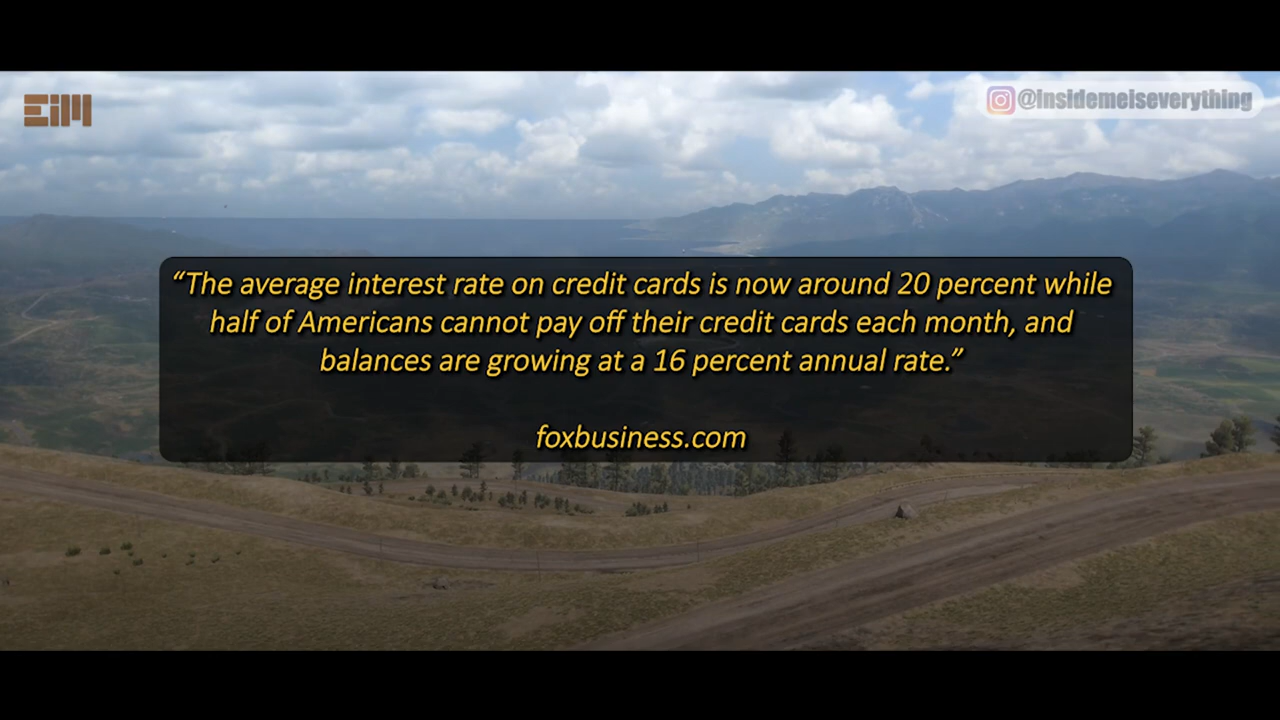 EiM
@insidemeiseverything
“The average interest rate on credit cards is now around 20 percent while
half of Americans cannot pay off their credit cards each month, and
balances are growing at a 16 percent annual rate.”
foxbusiness.com